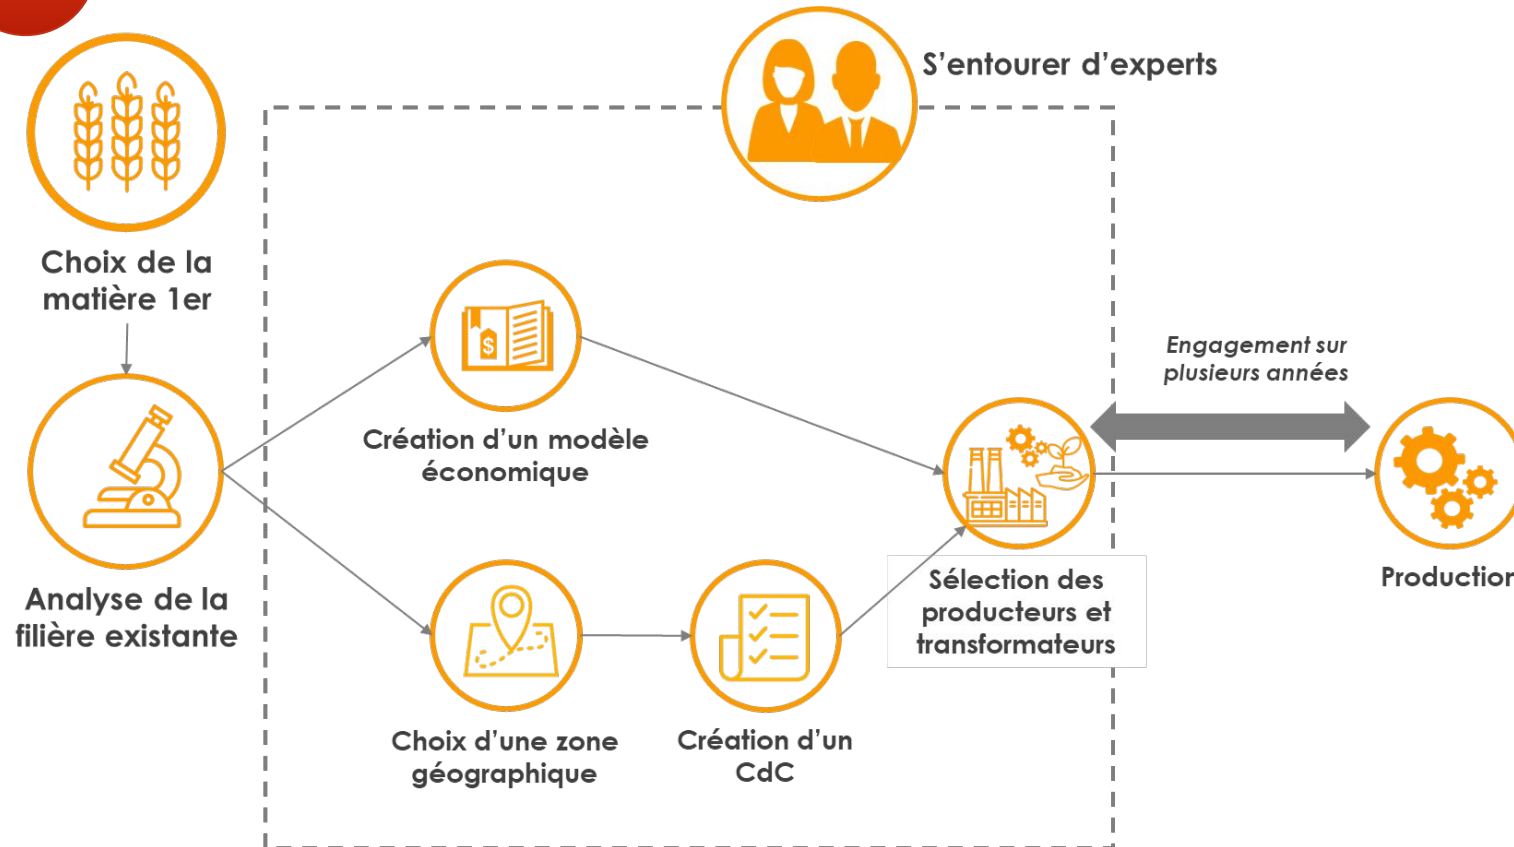 S'entourer d'experts
Choix de la
matière 1er
Engagement sur
plusieurs années
Création d'un modèle
économique
Analyse de la
filière existante
Sélection des
producteurs et
transformateurs
Production
Choix d'une zone
géographique
Création d'un
CdC
$